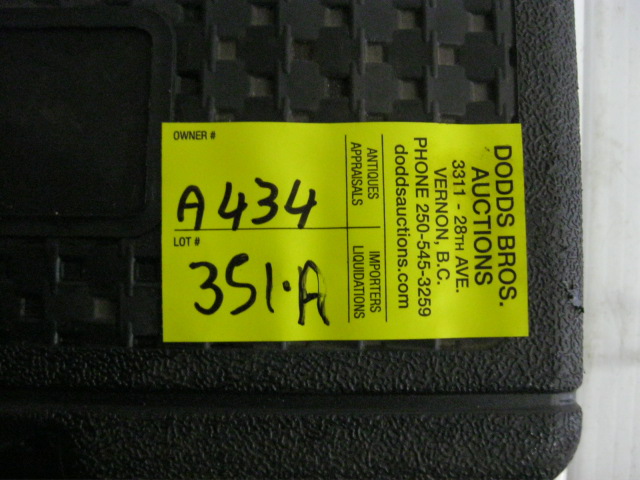 OWNER #
A434
LOT #
351·A
ANTIQUES
APPRAISALS
IMPORTERS
LIQUIDATIONS
DODDS BROS.
AUCTIONS
3311 - 28TH AVE.
VERNON, B.C.
PHONE 250-545-3259
doddsauctions.com